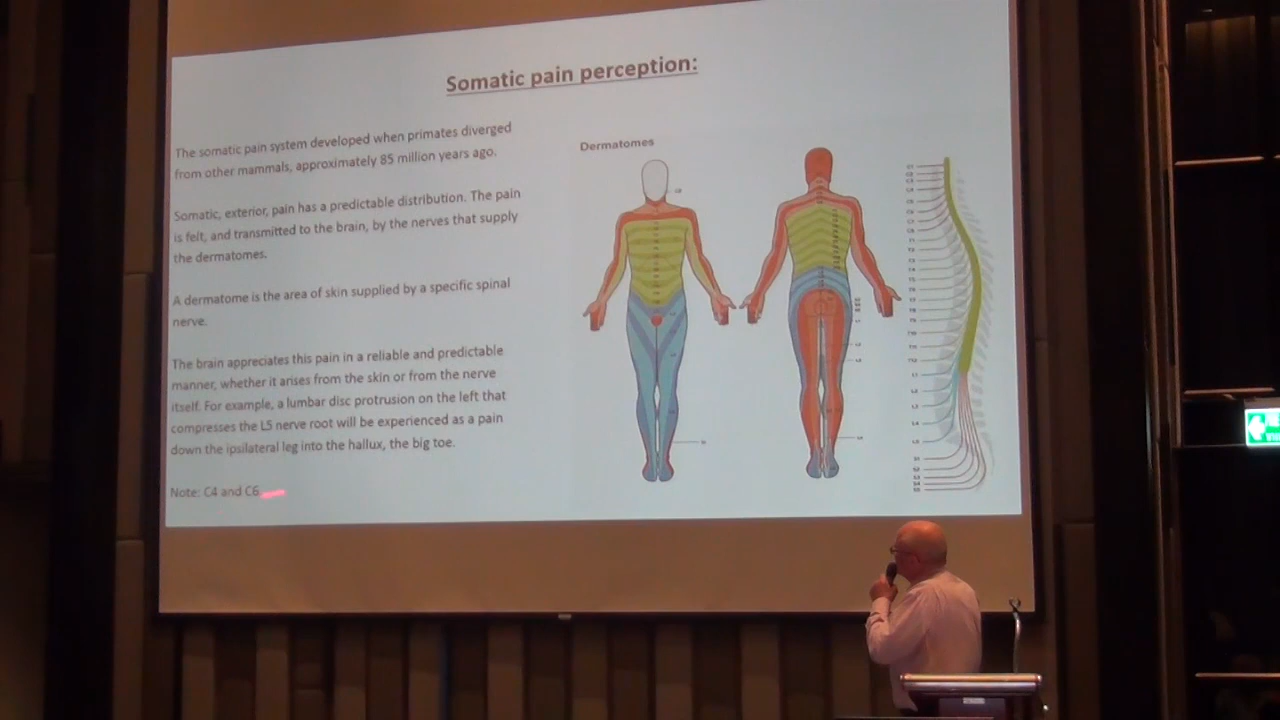 Somatic pain perception:
The somatic pain system developed when primates diverged
from other mammals, approximately 85 million years ago.
Somatic, exterior, pain has a predictable distribution. The pain
is felt, and transmitted to the brain, by the nerves that supply
the dermatomes.
A dermatome is the area of skin supplied by a specific spinal
nerve.
The brain appreciates this pain in a reliable and predictable
manner, whether it arises from the skin or from the nerve
itself. For example, a lumbar disc protrusion on the left that
compresses the L5 nerve root will be experienced as a pain
down the ipsilateral leg into the hallux, the big toe.
Note: C4 and C6
Dermatomes